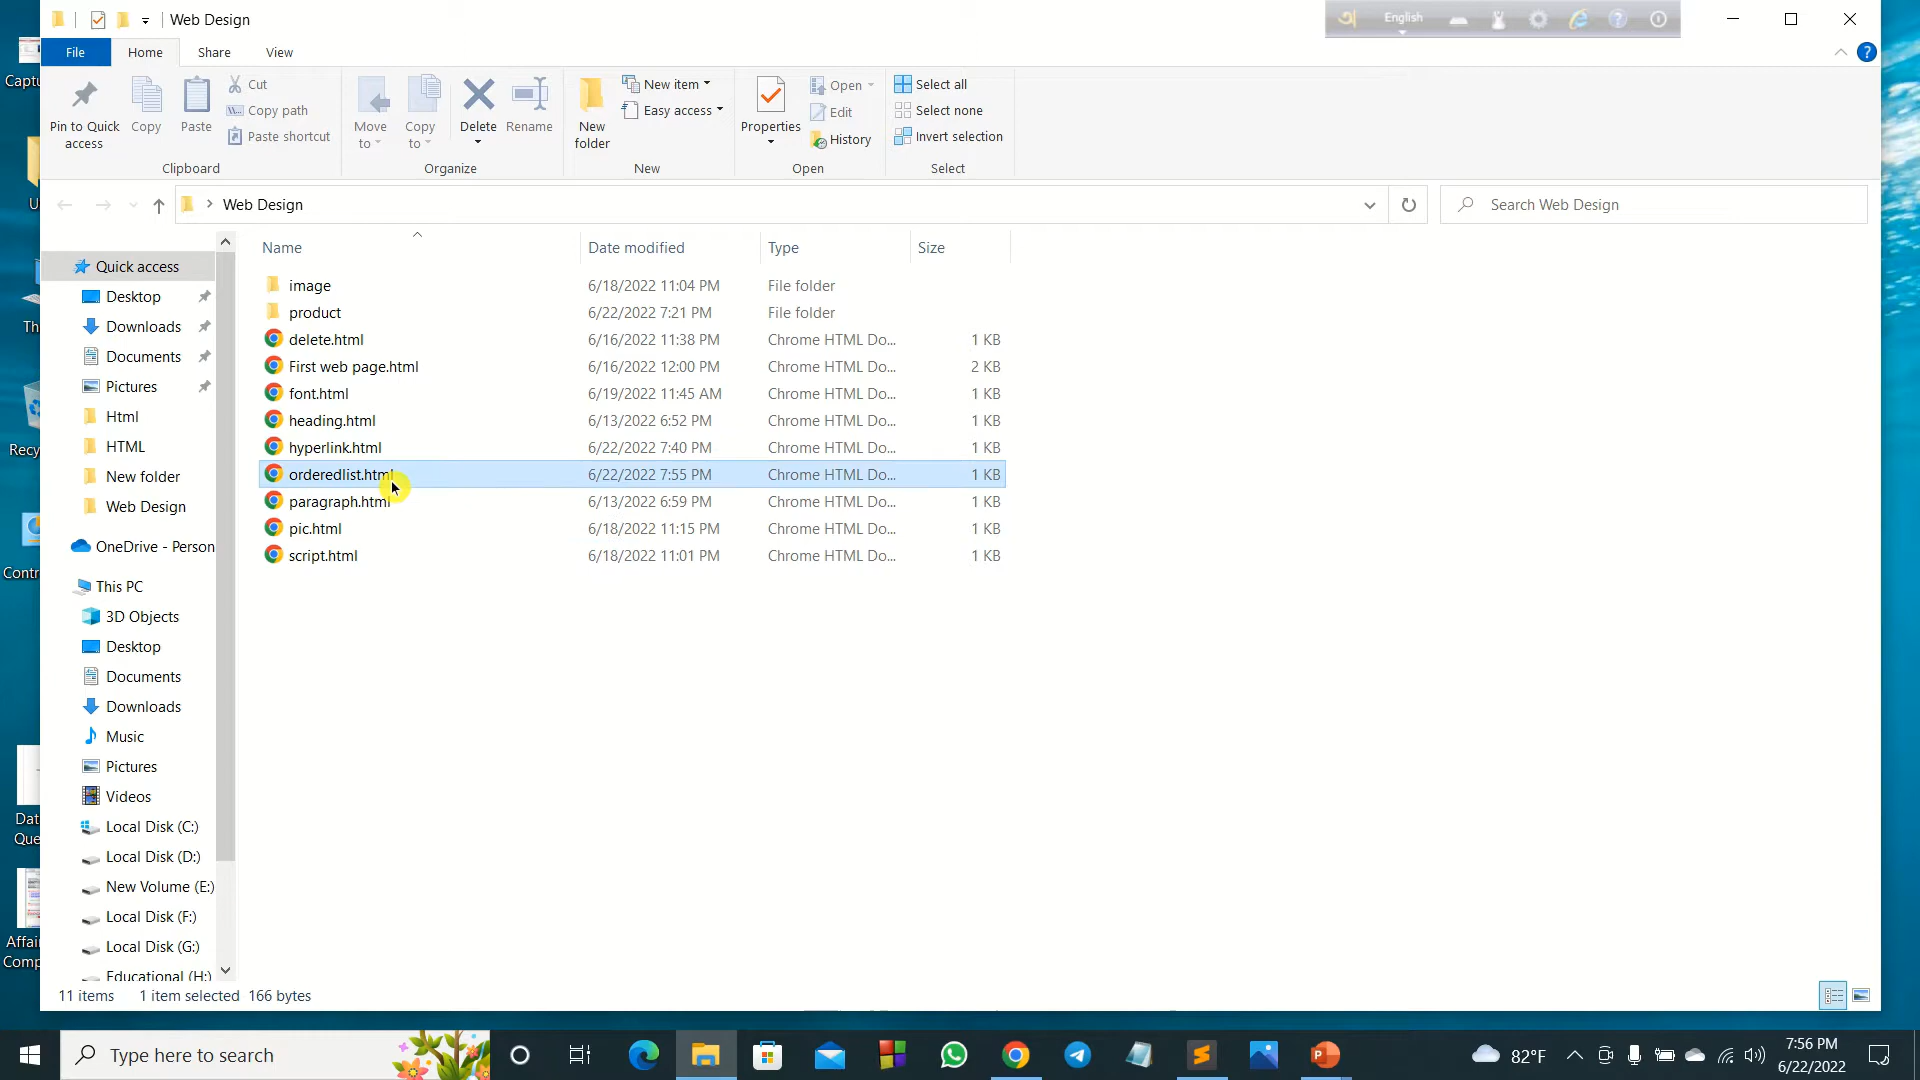 Web Design
English
File
Home
Share
View
Pin to Quick access
Copy
Paste
Cut
Copy path
Paste shortcut
Clipboard
Move to
Copy to
Delete
Rename
Organize
New folder
New item
Easy access
New
Properties
Open
Edit
History
Open
Select all
Select none
Invert selection
Select
Web Design
Search Web Design
Name
Date modified
Type
Size
Quick access
Desktop
Downloads
Documents
Pictures
Html
HTML
New folder
Web Design
OneDrive - Person
This PC
3D Objects
Desktop
Documents
Downloads
Music
Pictures
Videos
Local Disk (C:)
Local Disk (D:)
New Volume (E:)
Local Disk (F:)
Local Disk (G:)
Educational (H:)
image 6/18/2022 11:04 PM File folder
product 6/22/2022 7:21 PM File folder
delete.html 6/16/2022 11:38 PM Chrome HTML Do... 1 KB
First web page.html 6/16/2022 12:00 PM Chrome HTML Do... 2 KB
font.html 6/19/2022 11:45 AM Chrome HTML Do... 1 KB
heading.html 6/13/2022 6:52 PM Chrome HTML Do... 1 KB
hyperlink.html 6/22/2022 7:40 PM Chrome HTML Do... 1 KB
orderedlist.html 6/22/2022 7:55 PM Chrome HTML Do... 1 KB
paragraph.html 6/13/2022 6:59 PM Chrome HTML Do... 1 KB
pic.html 6/18/2022 11:15 PM Chrome HTML Do... 1 KB
script.html 6/18/2022 11:01 PM Chrome HTML Do... 1 KB
11 items 1 item selected 166 bytes
Captu
U
Th
Recy
Contr
Dat
Que
Affai
Comp
Type here to search
82°F
7:56 PM
6/22/2022